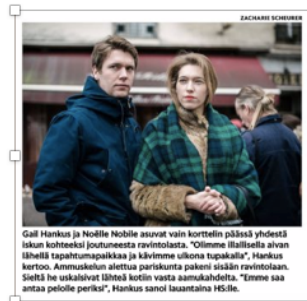 ZACHARIE SCHEURER
Gail Hankus ja Noëlle Nobile asuvat vain korttelin päässä yhdestä
iskun kohteeksi joutuneesta ravintolasta. "Olimme illallisella aivan
lähellä tapahtumapaikkaa ja kävimme ulkona tupakalla", Hankus
kertoo. Ammuskelun alettua pariskunta pakeni sisään ravintolaan.
Sieltä he uskalsivat lähteä kotiin vasta aamukahdelta. "Emme saa
antaa pelolle periksi", Hankus sanoi lauantaina HS:lle.